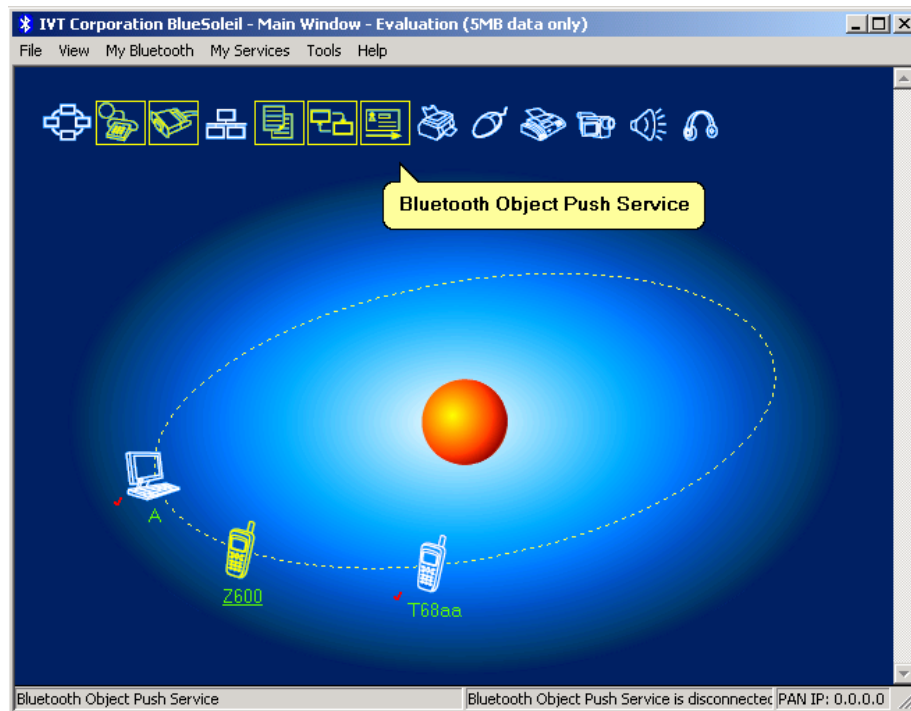 IVT Corporation BlueSoleil - Main Window - Evaluation (5MB data only)
File View My Bluetooth My Services Tools Help
Bluetooth Object Push Service
A
Z600
T68aa
Bluetooth Object Push Service Bluetooth Object Push Service is disconnected PAN IP: 0.0.0.0